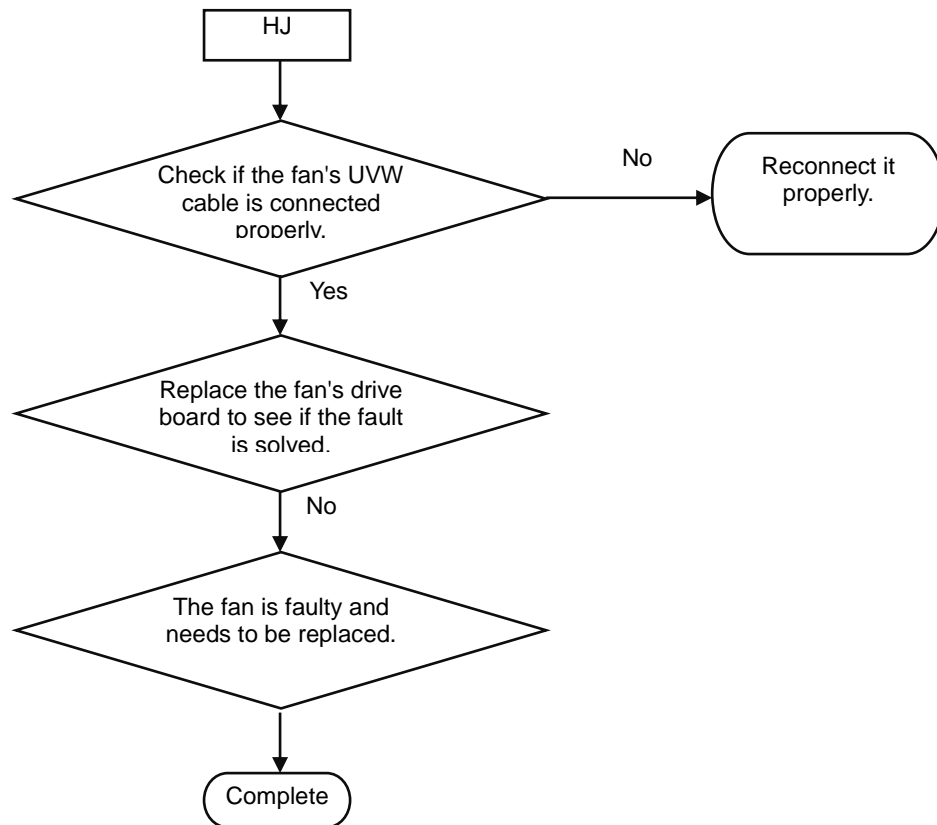 HJ
Check if the fan's UVW
cable is connected
properly.
No
Reconnect it
properly.
Yes
Replace the fan's drive
board to see if the fault
is solved.
No
The fan is faulty and
needs to be replaced.
Complete